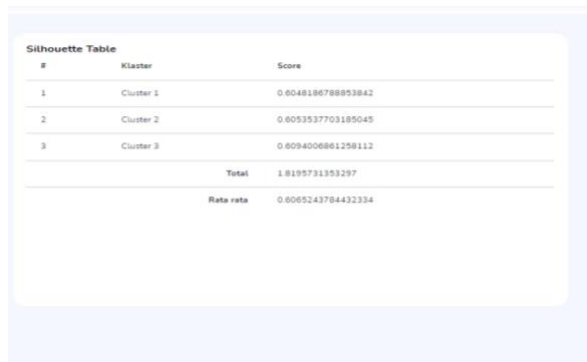 Silhouette Table
# Klaster Score
1 Cluster 1 0.6048186788853842
2 Cluster 2 0.6053537703185045
3 Cluster 3 0.6094006861258112
Total 1.8195731353297
Rata rata 0.6065243784432334